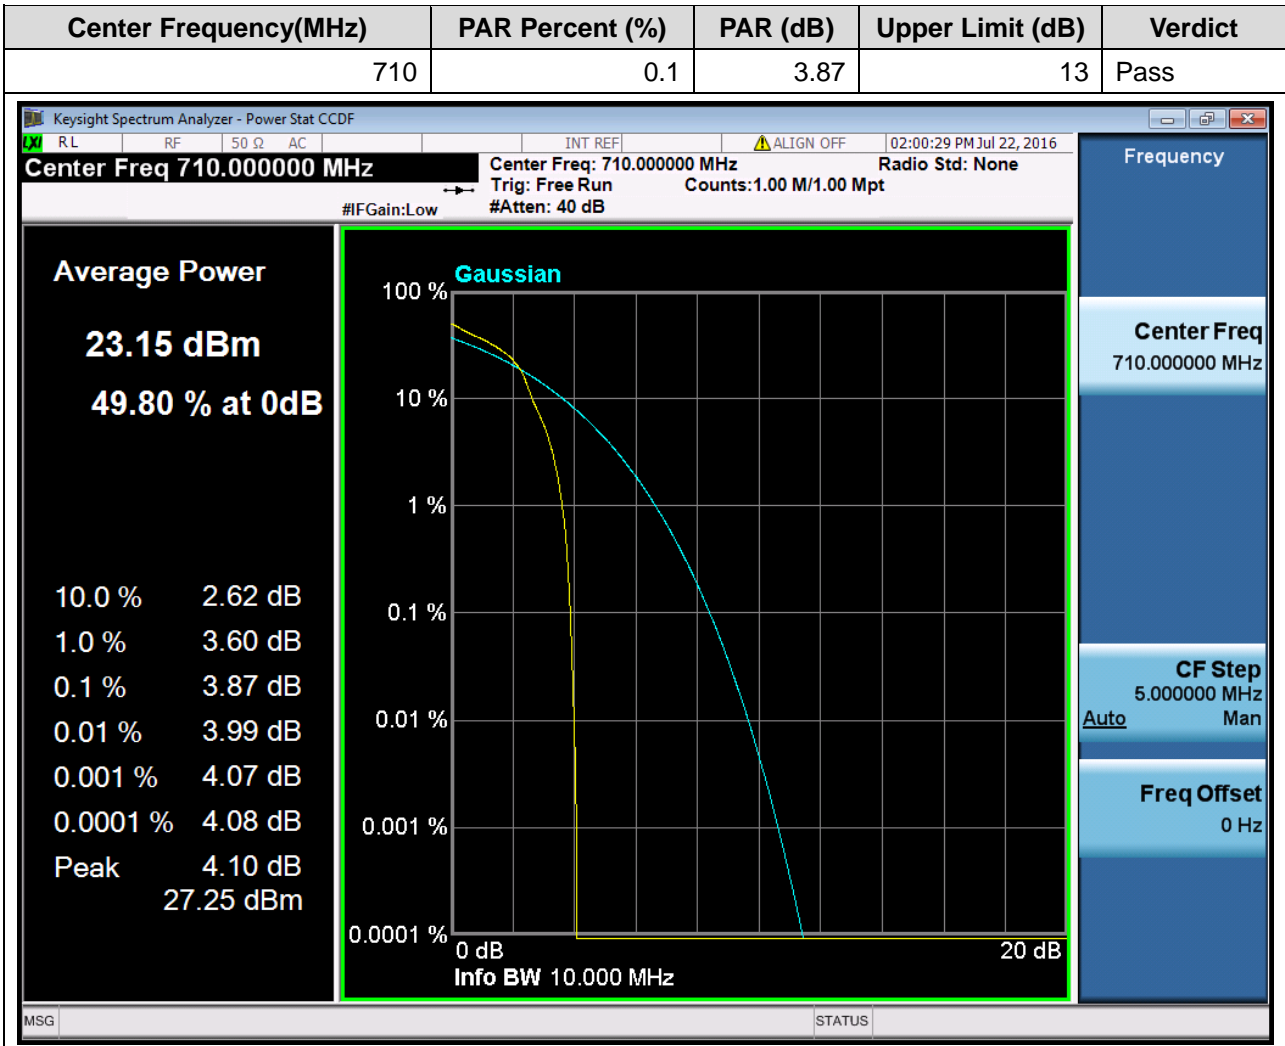 Center Frequency(MHz) PAR Percent (%) PAR (dB) Upper Limit (dB) Verdict
710 0.1 3.87 13 Pass
Keysight Spectrum Analyzer - Power Stat CCDF
LXI RL RF 50 Ω AC INT REF ALIGN OFF 02:00:29 PM Jul 22, 2016
Center Freq 710.000000 MHz
#IFGain:Low
Center Freq: 710.000000 MHz Radio Std: None
Trig: Free Run Counts:1.00 M/1.00 Mpt
#Atten: 40 dB
Average Power
23.15 dBm
49.80 % at 0dB
10.0 % 2.62 dB
1.0 % 3.60 dB
0.1 % 3.87 dB
0.01 % 3.99 dB
0.001 % 4.07 dB
0.0001 % 4.08 dB
Peak 4.10 dB
27.25 dBm
Gaussian
100 %
10 %
1 %
0.1 %
0.01 %
0.001 %
0.0001 %
0 dB 20 dB
Info BW 10.000 MHz
Frequency
Center Freq
710.000000 MHz
CF Step
5.000000 MHz
Auto Man
Freq Offset
0 Hz
MSG STATUS